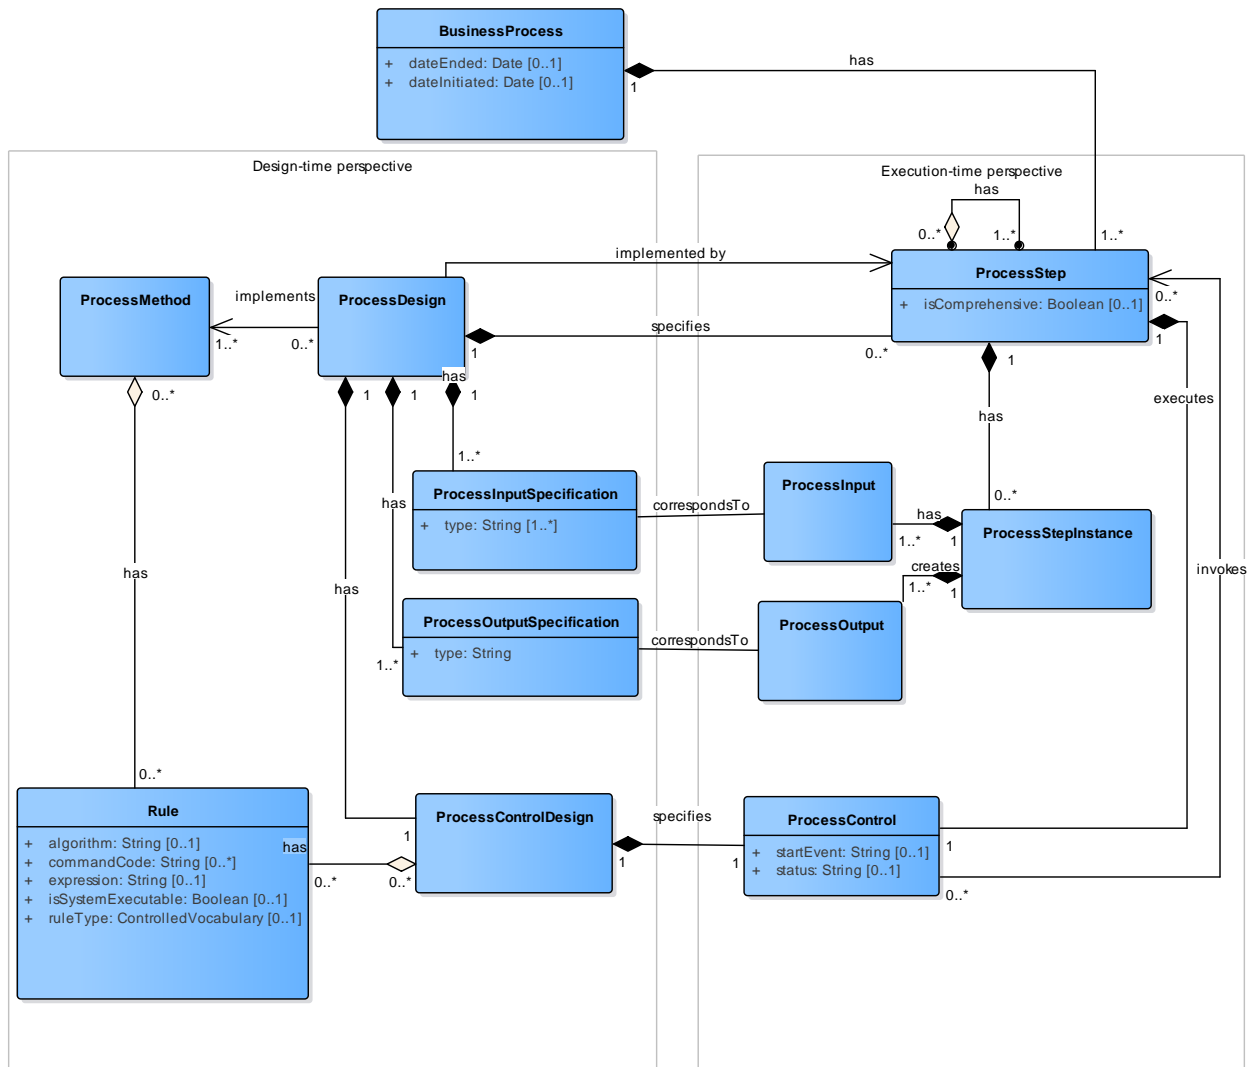 BusinessProcess
+ dateEnded: Date [0..1]
+ dateInitiated: Date [0..1]
has
1
1..*
Design-time perspective
Execution-time perspective
has
0..*
1..*
implemented by
ProcessMethod
implements
1..*
0..*
ProcessDesign
specifies
1
0..*
ProcessStep
+ isComprehensive: Boolean [0..1]
0..*
1
1
executes
0..*
has
1
1
1
has
0..*
1..*
has
ProcessInputSpecification
+ type: String [1..*]
correspondsTo
ProcessInput
has
1..*
1
ProcessStepInstance
creates
1..*
1
invokes
has
has
ProcessOutputSpecification
+ type: String
1..*
correspondsTo
ProcessOutput
has
0..*
Rule
+ algorithm: String [0..1]
+ commandCode: String [0..*]
+ expression: String [0..1]
+ isSystemExecutable: Boolean [0..1]
+ ruleType: ControlledVocabulary [0..1]
has
0..*
0..*
1
ProcessControlDesign
specifies
1
1
ProcessControl
+ startEvent: String [0..1]
+ status: String [0..1]
1
0..*